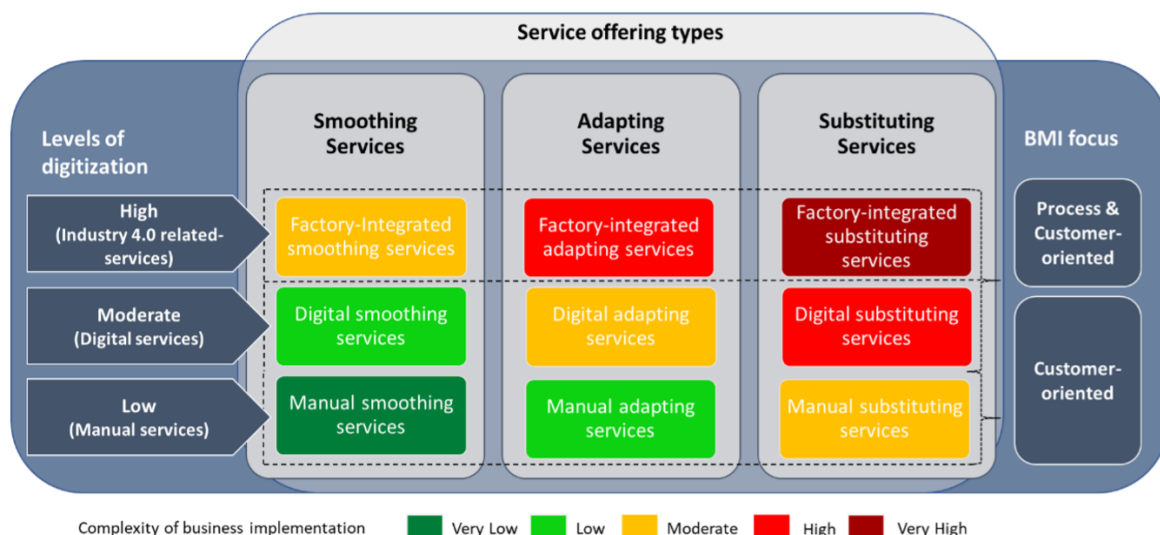 Service offering types
Levels of
digitization
Smoothing
Services
Adapting
Services
Substituting
Services
BMI focus
High
(Industry 4.0 related-
services)
Factory-Integrated
smoothing services
Factory-integrated
adapting services
Factory-integrated
substituting
services
Process &
Customer-
oriented
Moderate
(Digital services)
Digital smoothing
services
Digital adapting
services
Digital substituting
services
Customer-
oriented
Low
(Manual services)
Manual smoothing
services
Manual adapting
services
Manual substituting
services
Complexity of business implementation
Very Low
Low
Moderate
High
Very High